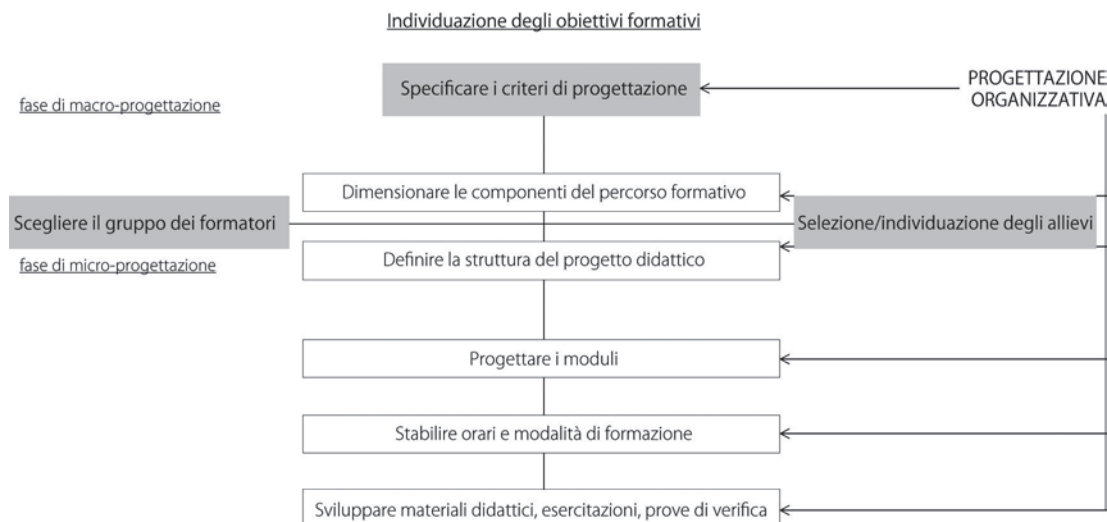 Individuazione degli obiettivi formativi
Specificare i criteri di progettazione
PROGETTAZIONE
ORGANIZZATIVA
fase di macro-progettazione
Dimensionare le componenti del percorso formativo
Scegliere il gruppo dei formatori
Selezione/individuazione degli allievi
fase di micro-progettazione
Definire la struttura del progetto didattico
Progettare i moduli
Stabilire orari e modalità di formazione
Sviluppare materiali didattici, esercitazioni, prove di verifica